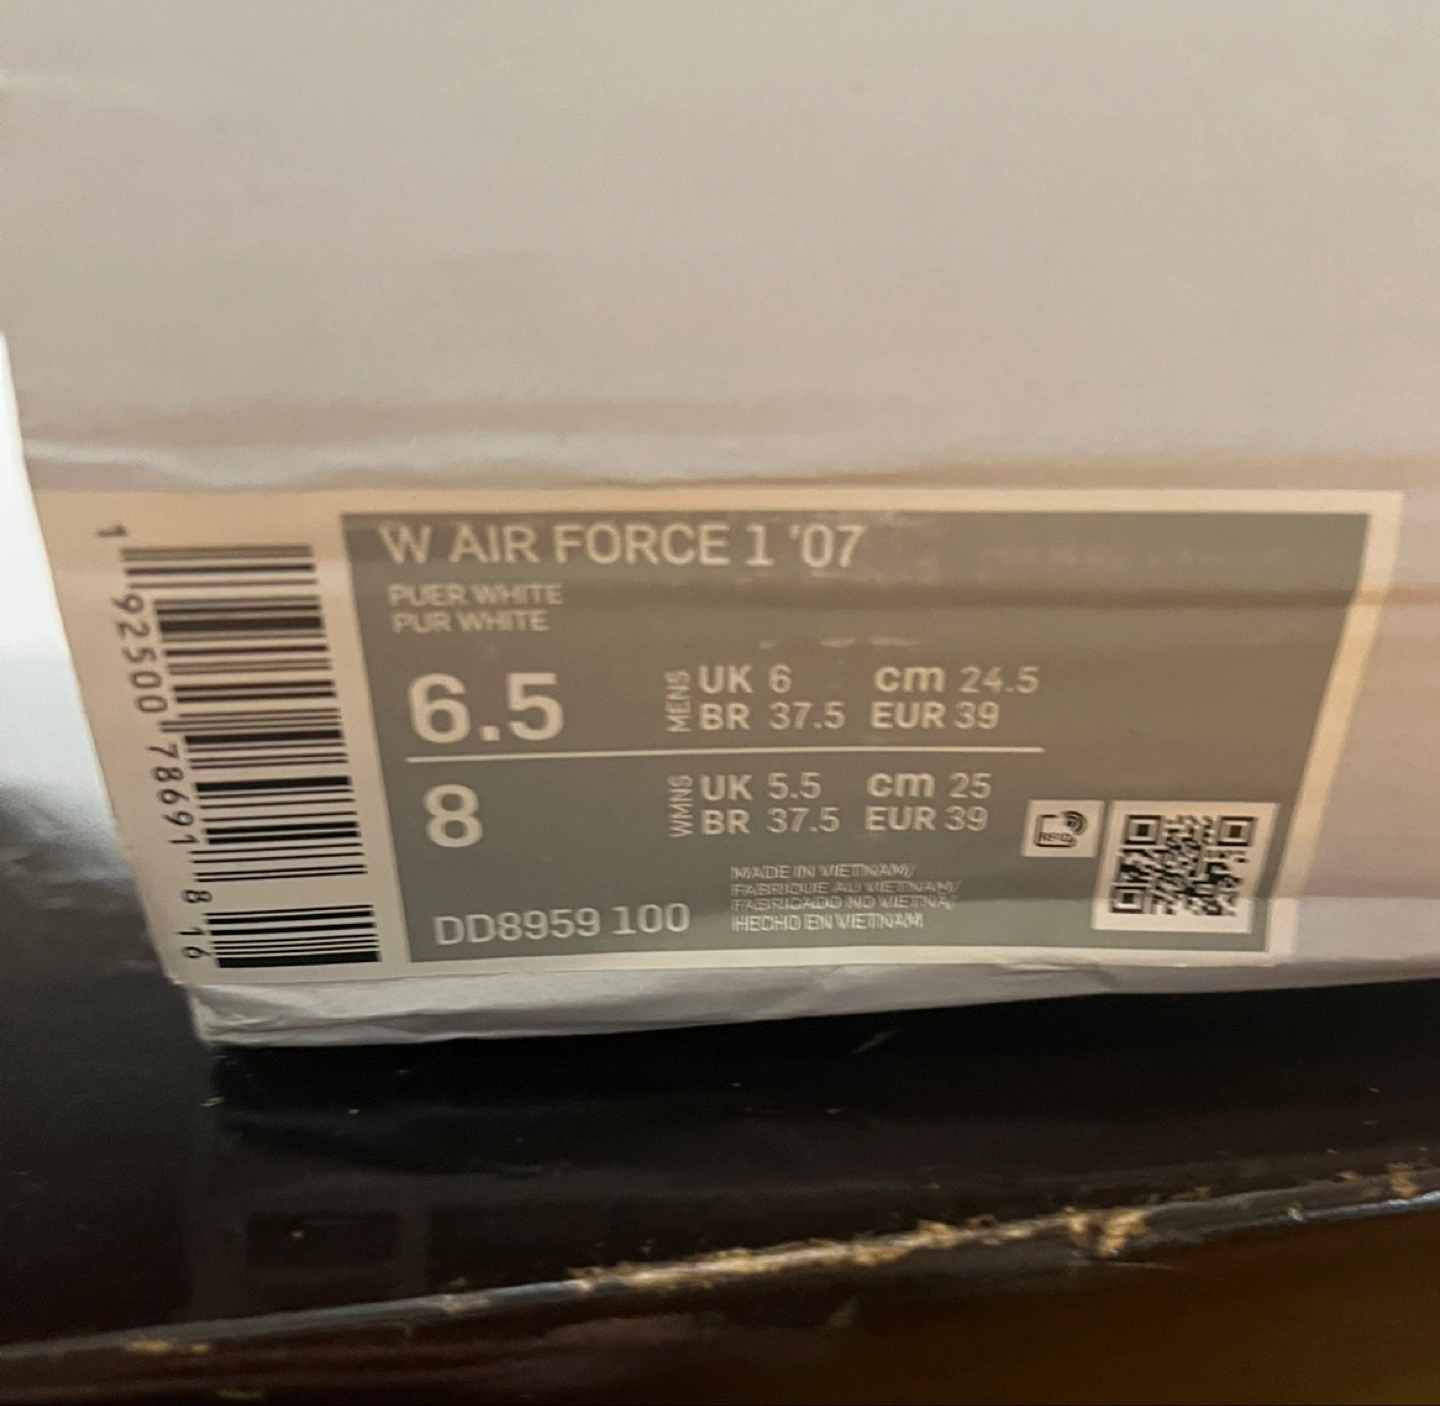 W AIR FORCE 1 '07
PUER WHITE
PUR WHITE
6.5
MENS
UK 6 cm 24.5
BR 37.5 EUR 39
8
WMNS
UK 5.5 cm 25
BR 37.5 EUR 39
MADE IN VIETNAM/
FABRIQUE AU VIETNAM/
FABRICADO NO VIETNA/
HECHO EN VIETNAM
DD8959 100
RFID
1 92500 78691 8 16